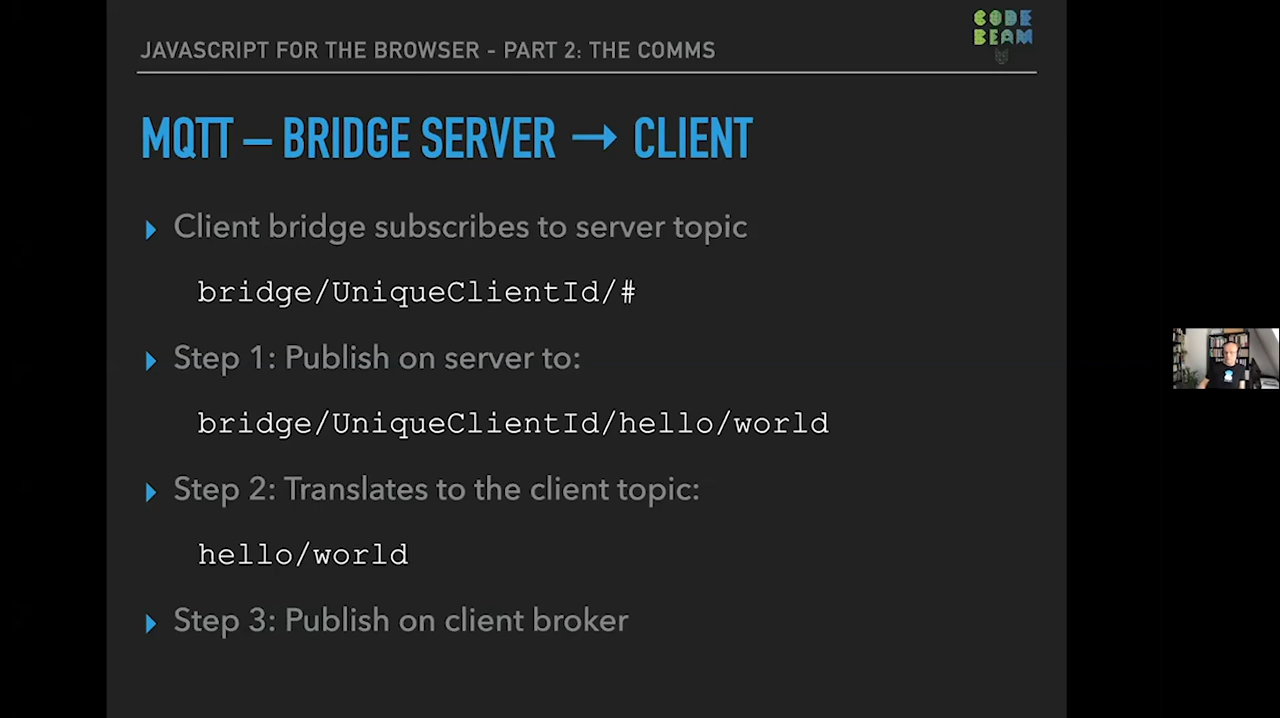 CODE
BEAM
JAVASCRIPT FOR THE BROWSER - PART 2: THE COMMS
MQTT – BRIDGE SERVER → CLIENT
Client bridge subscribes to server topic
bridge/UniqueClientId/#
Step 1: Publish on server to:
bridge/UniqueClientId/hello/world
Step 2: Translates to the client topic:
hello/world
Step 3: Publish on client broker